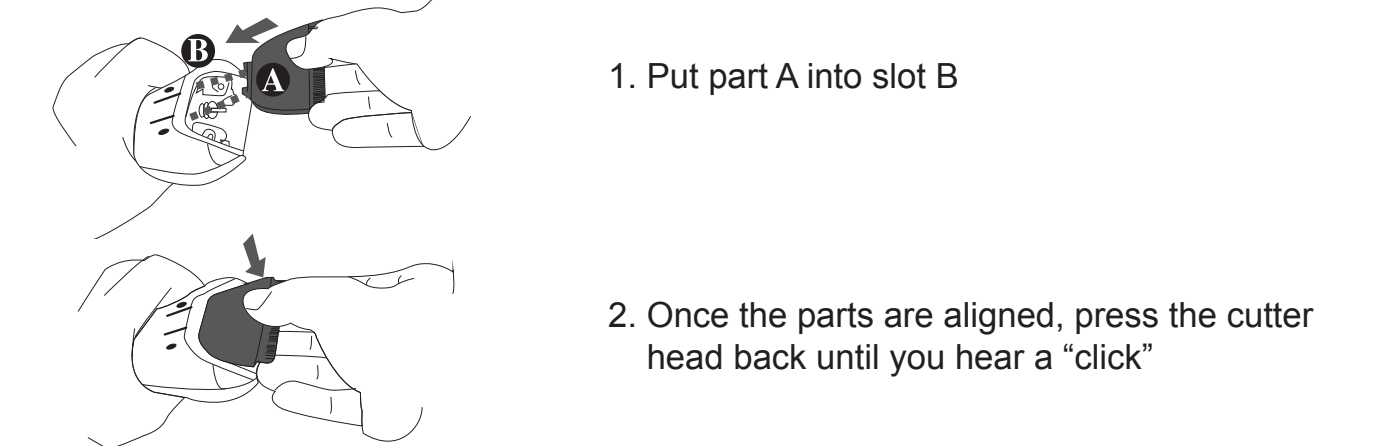 B
A
1. Put part A into slot B
2. Once the parts are aligned, press the cutter
head back until you hear a “click”